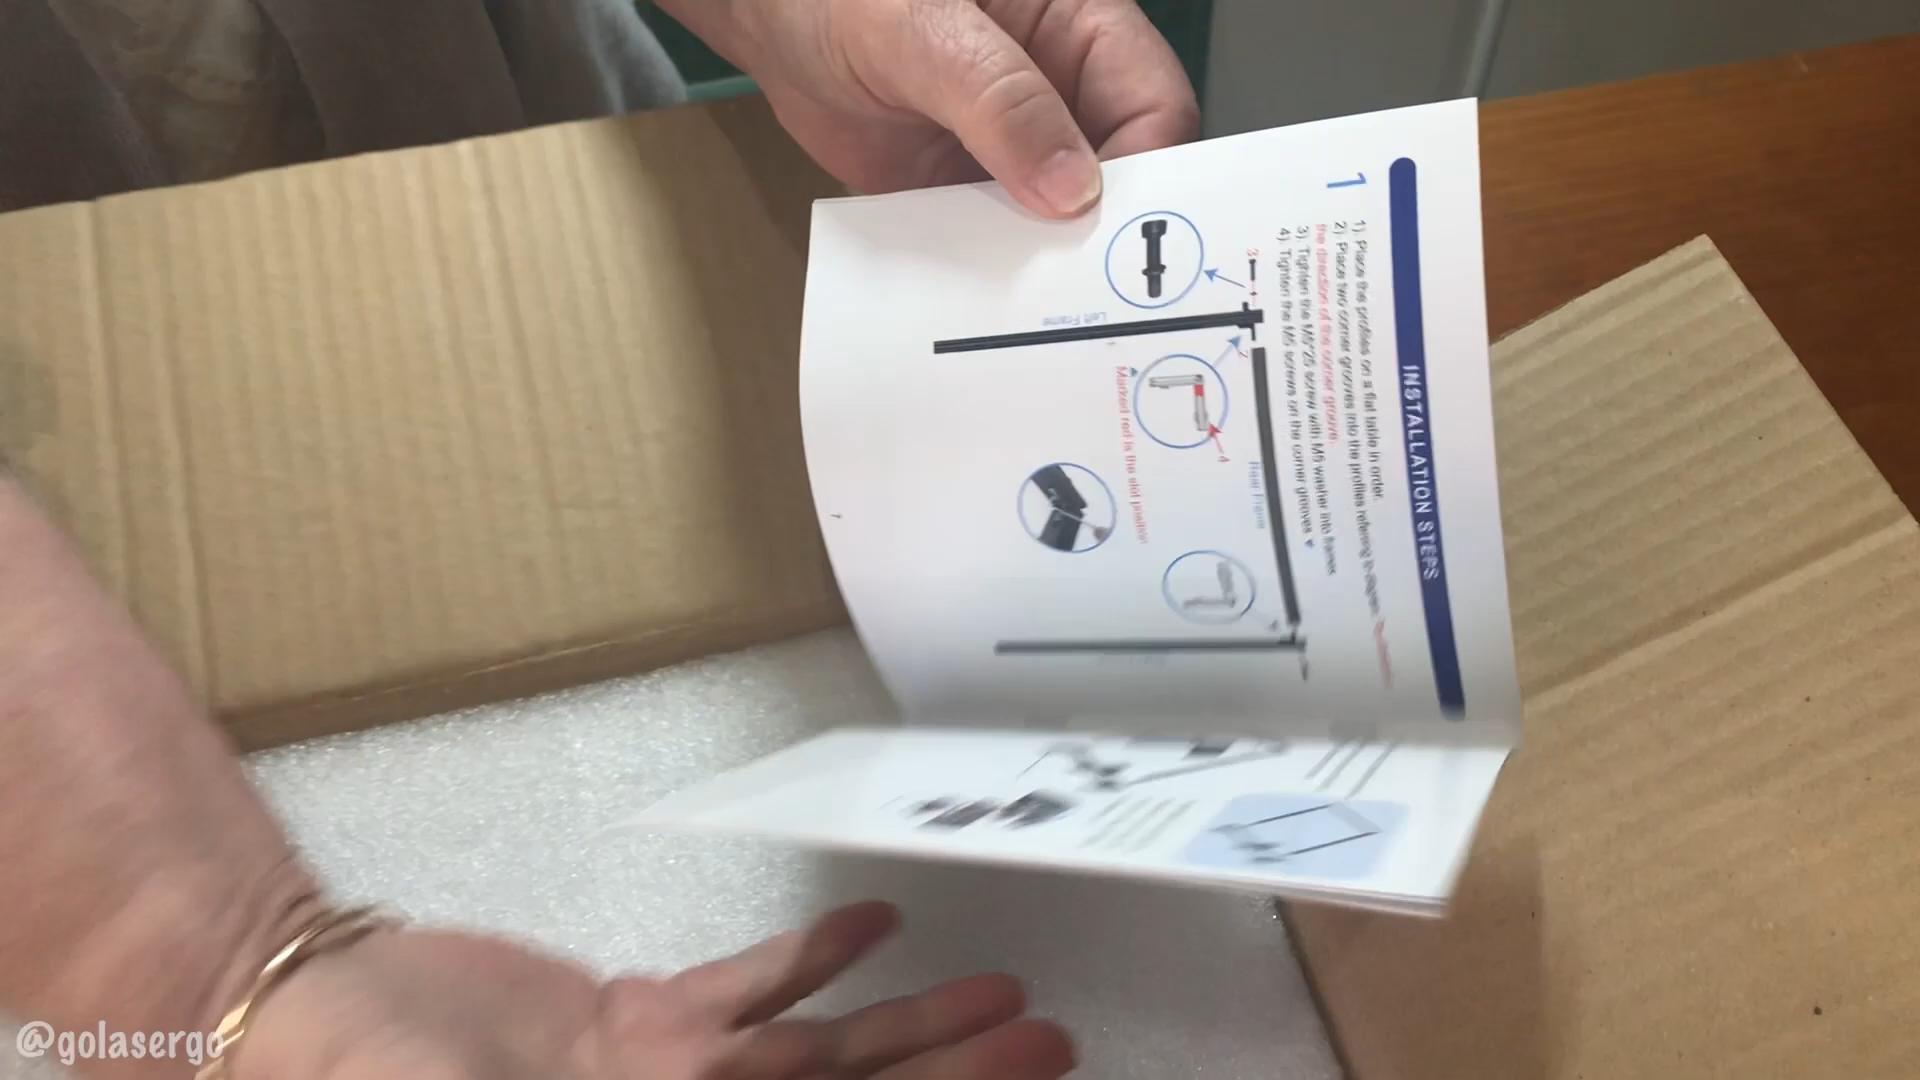 INSTALLATION STEPS
1
1). Place the profiles on a flat table in order.
2). Place two corner grooves into the profiles referring
the direction of the corner groove.
3). Tighten the M5*25 screw with M5 washer into frames
4). Tighten the M5 screws on the corner grooves
3
2
4
Left Frame
Rear Frame
Marked red is the slot position
7
@golasergo